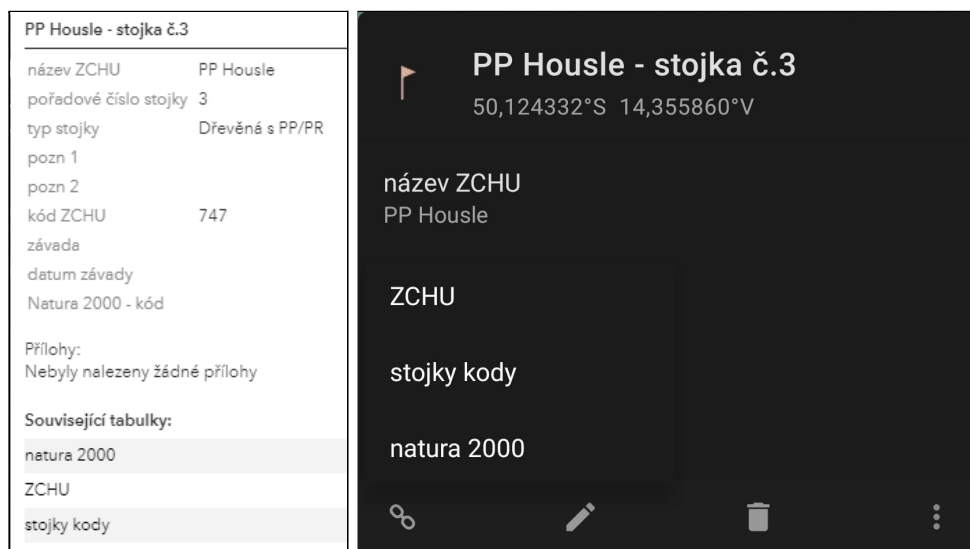 PP Housle - stojka č.3
název ZCHU PP Housle
pořadové číslo stojky 3
typ stojky Dřevěná s PP/PR
pozn 1
pozn 2
kód ZCHU 747
závada
datum závady
Natura 2000 - kód
Přílohy:
Nebyly nalezeny žádné přílohy
Související tabulky:
natura 2000
ZCHU
stojky kody
PP Housle - stojka č.3
50,124332°S 14,355860°V
název ZCHU
PP Housle
ZCHU
stojky kody
natura 2000